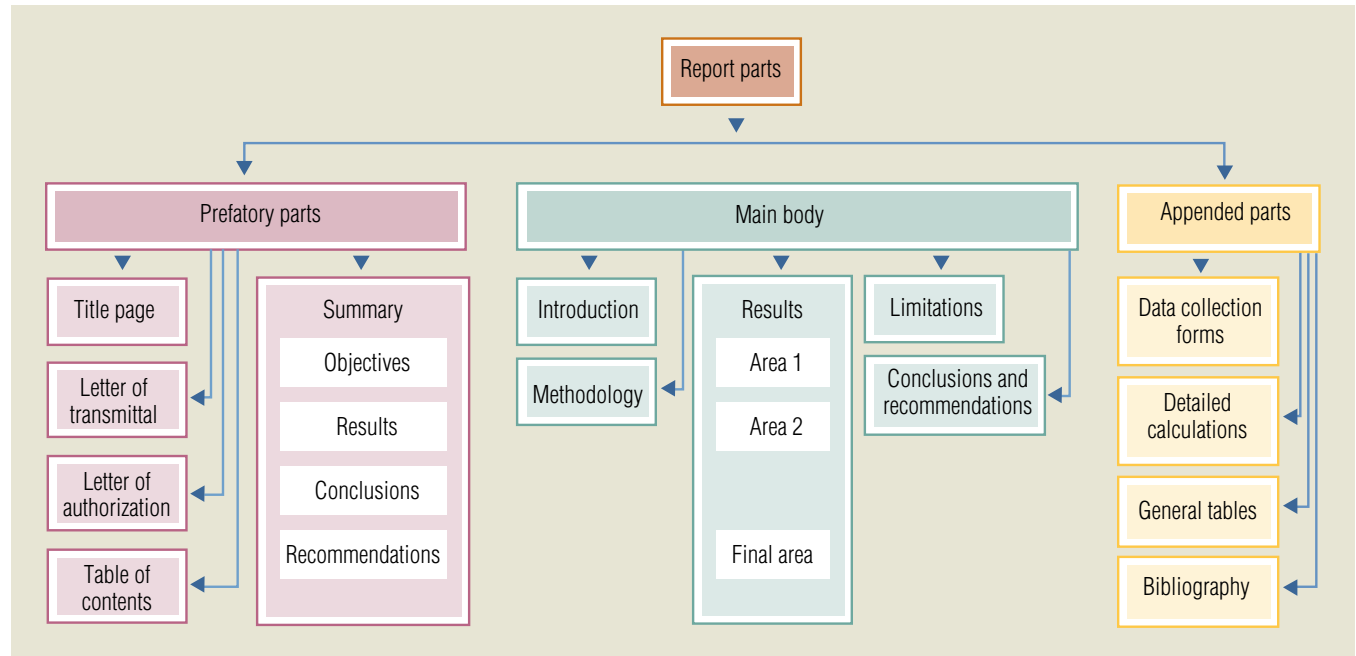 Report parts
Prefatory parts
Title page
Letter of
transmittal
Letter of
authorization
Table of
contents
Summary
Objectives
Results
Conclusions
Recommendations
Main body
Introduction
Methodology
Results
Area 1
Area 2
Final area
Limitations
Conclusions and
recommendations
Appended parts
Data collection
forms
Detailed
calculations
General tables
Bibliography